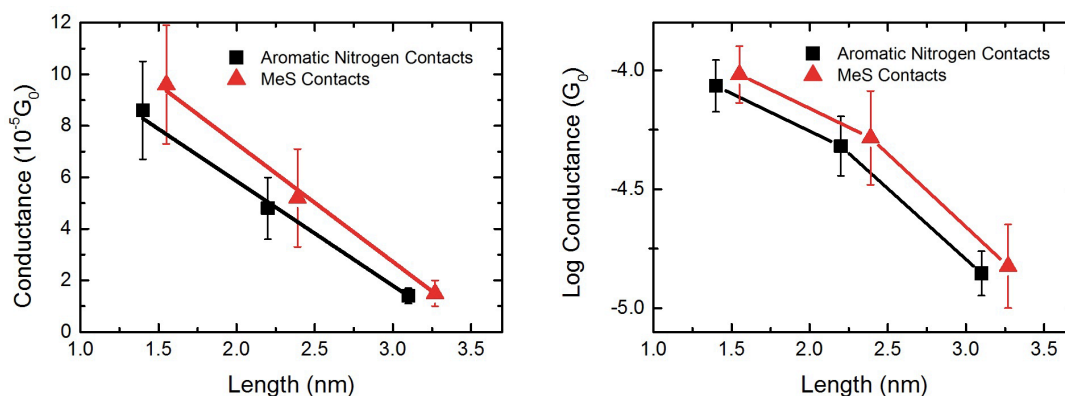 12
10
8
6
4
2
0
Conductance (10⁻⁵G₀)
Aromatic Nitrogen Contacts
MeS Contacts
1.0 1.5 2.0 2.5 3.0 3.5
Length (nm)
-4.0
-4.5
-5.0
Log Conductance (G₀)
Aromatic Nitrogen Contacts
MeS Contacts
1.0 1.5 2.0 2.5 3.0 3.5
Length (nm)